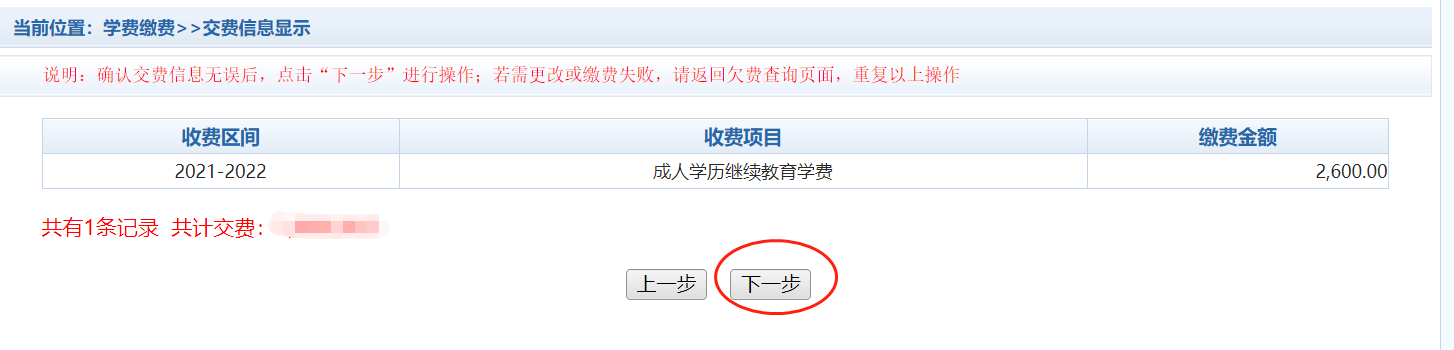 当前位置：学费缴费>>交费信息显示
说明：确认交费信息无误后，点击“下一步”进行操作；若需更改或缴费失败，请返回欠费查询页面，重复以上操作
收费区间 收费项目 缴费金额
2021-2022 成人学历继续教育学费 2,600.00
共有1条记录 共计交费：
上一步 下一步